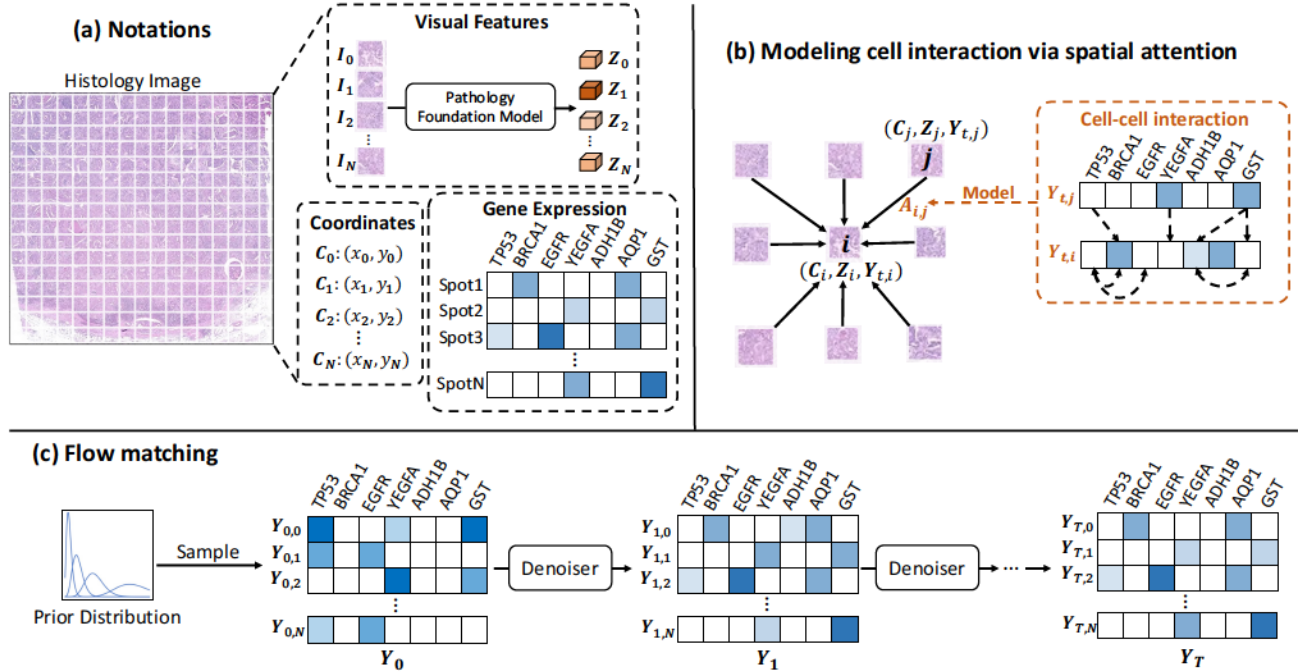 (a) Notations
Histology Image
Visual Features
I0
I1
I2
⋮
IN
Pathology
Foundation Model
Z0
Z1
Z2
⋮
ZN
Coordinates
C0: (x0, y0)
C1: (x1, y1)
C2: (x2, y2)
⋮
CN: (xN, yN)
Gene Expression
TP53 BRCA1 EGFR YEGFA ADH1B AQP1 GST
Spot1
Spot2
Spot3
⋮
SpotN
(b) Modeling cell interaction via spatial attention
(Cj, Zj, Yt,j)
j
Ai,j
i
(Ci, Zi, Yt,i)
Model
Cell-cell interaction
TP53 BRCA1 EGFR YEGFA ADH1B AQP1 GST
Yt,j
Yt,i
(c) Flow matching
Prior Distribution
Sample
TP53 BRCA1 EGFR YEGFA ADH1B AQP1 GST
Y0,0
Y0,1
Y0,2
⋮
Y0,N
Y0
Denoiser
TP53 BRCA1 EGFR YEGFA ADH1B AQP1 GST
Y1,0
Y1,1
Y1,2
⋮
Y1,N
Y1
Denoiser
⋯
TP53 BRCA1 EGFR YEGFA ADH1B AQP1 GST
YT,0
YT,1
YT,2
⋮
YT,N
YT